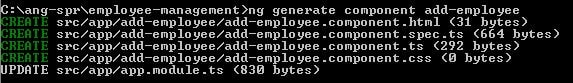 C:\ang-spr\employee-management>ng generate component add-employee
CREATE src/app/add-employee/add-employee.component.html (31 bytes)
CREATE src/app/add-employee/add-employee.component.spec.ts (664 bytes)
CREATE src/app/add-employee/add-employee.component.ts (292 bytes)
CREATE src/app/add-employee/add-employee.component.css (0 bytes)
UPDATE src/app/app.module.ts (830 bytes)